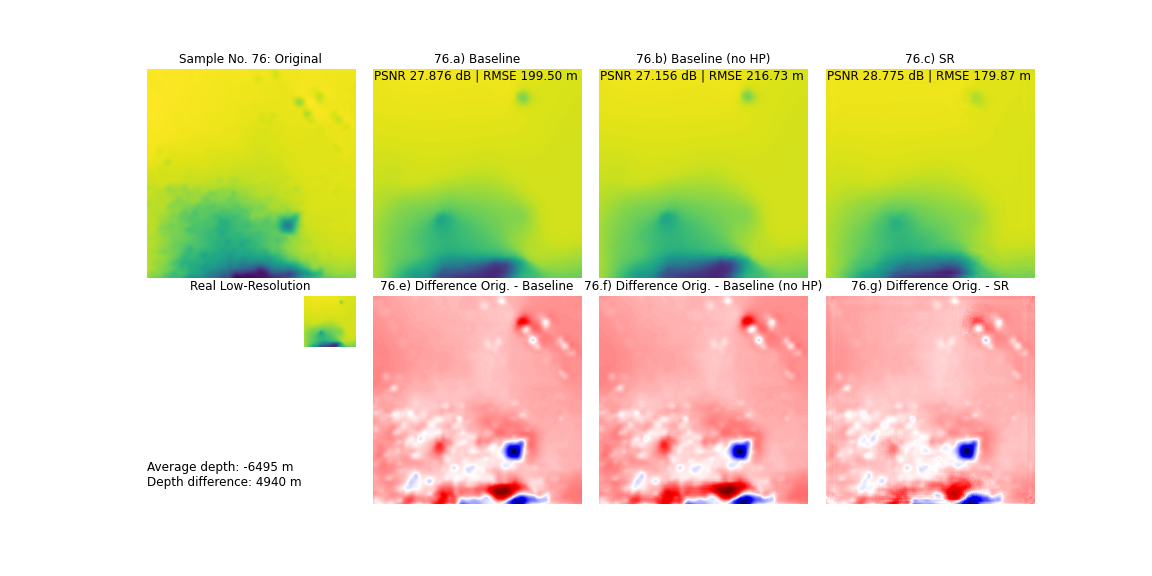 Sample No. 76: Original
76.a) Baseline
76.b) Baseline (no HP)
76.c) SR
PSNR 27.876 dB | RMSE 199.50 m
PSNR 27.156 dB | RMSE 216.73 m
PSNR 28.775 dB | RMSE 179.87 m
Real Low-Resolution
76.e) Difference Orig. - Baseline
76.f) Difference Orig. - Baseline (no HP)
76.g) Difference Orig. - SR
Average depth: -6495 m
Depth difference: 4940 m